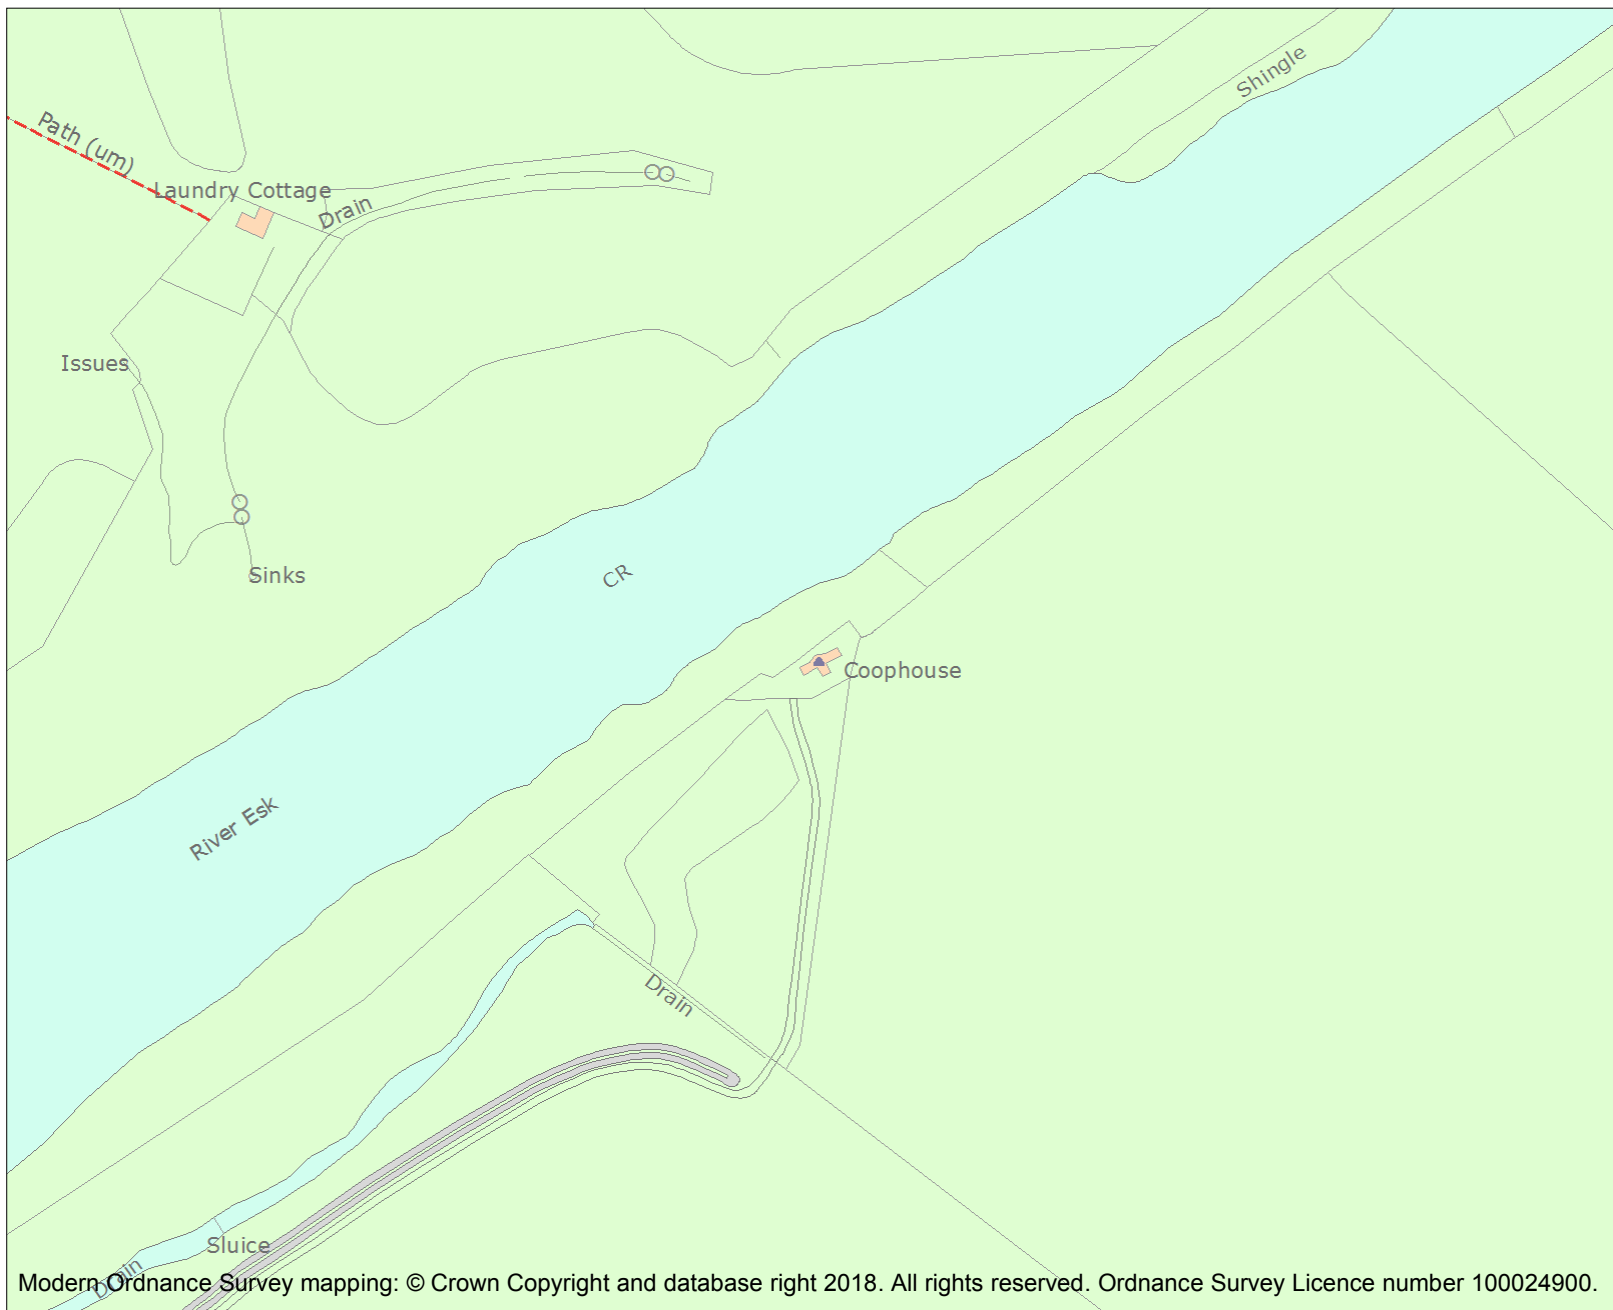 Shingle
Path (um)
Laundry Cottage
Drain
Issues
CR
Sinks
Coophouse
River Esk
Drain
Sluice
Drain
Modern Ordnance Survey mapping: © Crown Copyright and database right 2018. All rights reserved. Ordnance Survey Licence number 100024900.